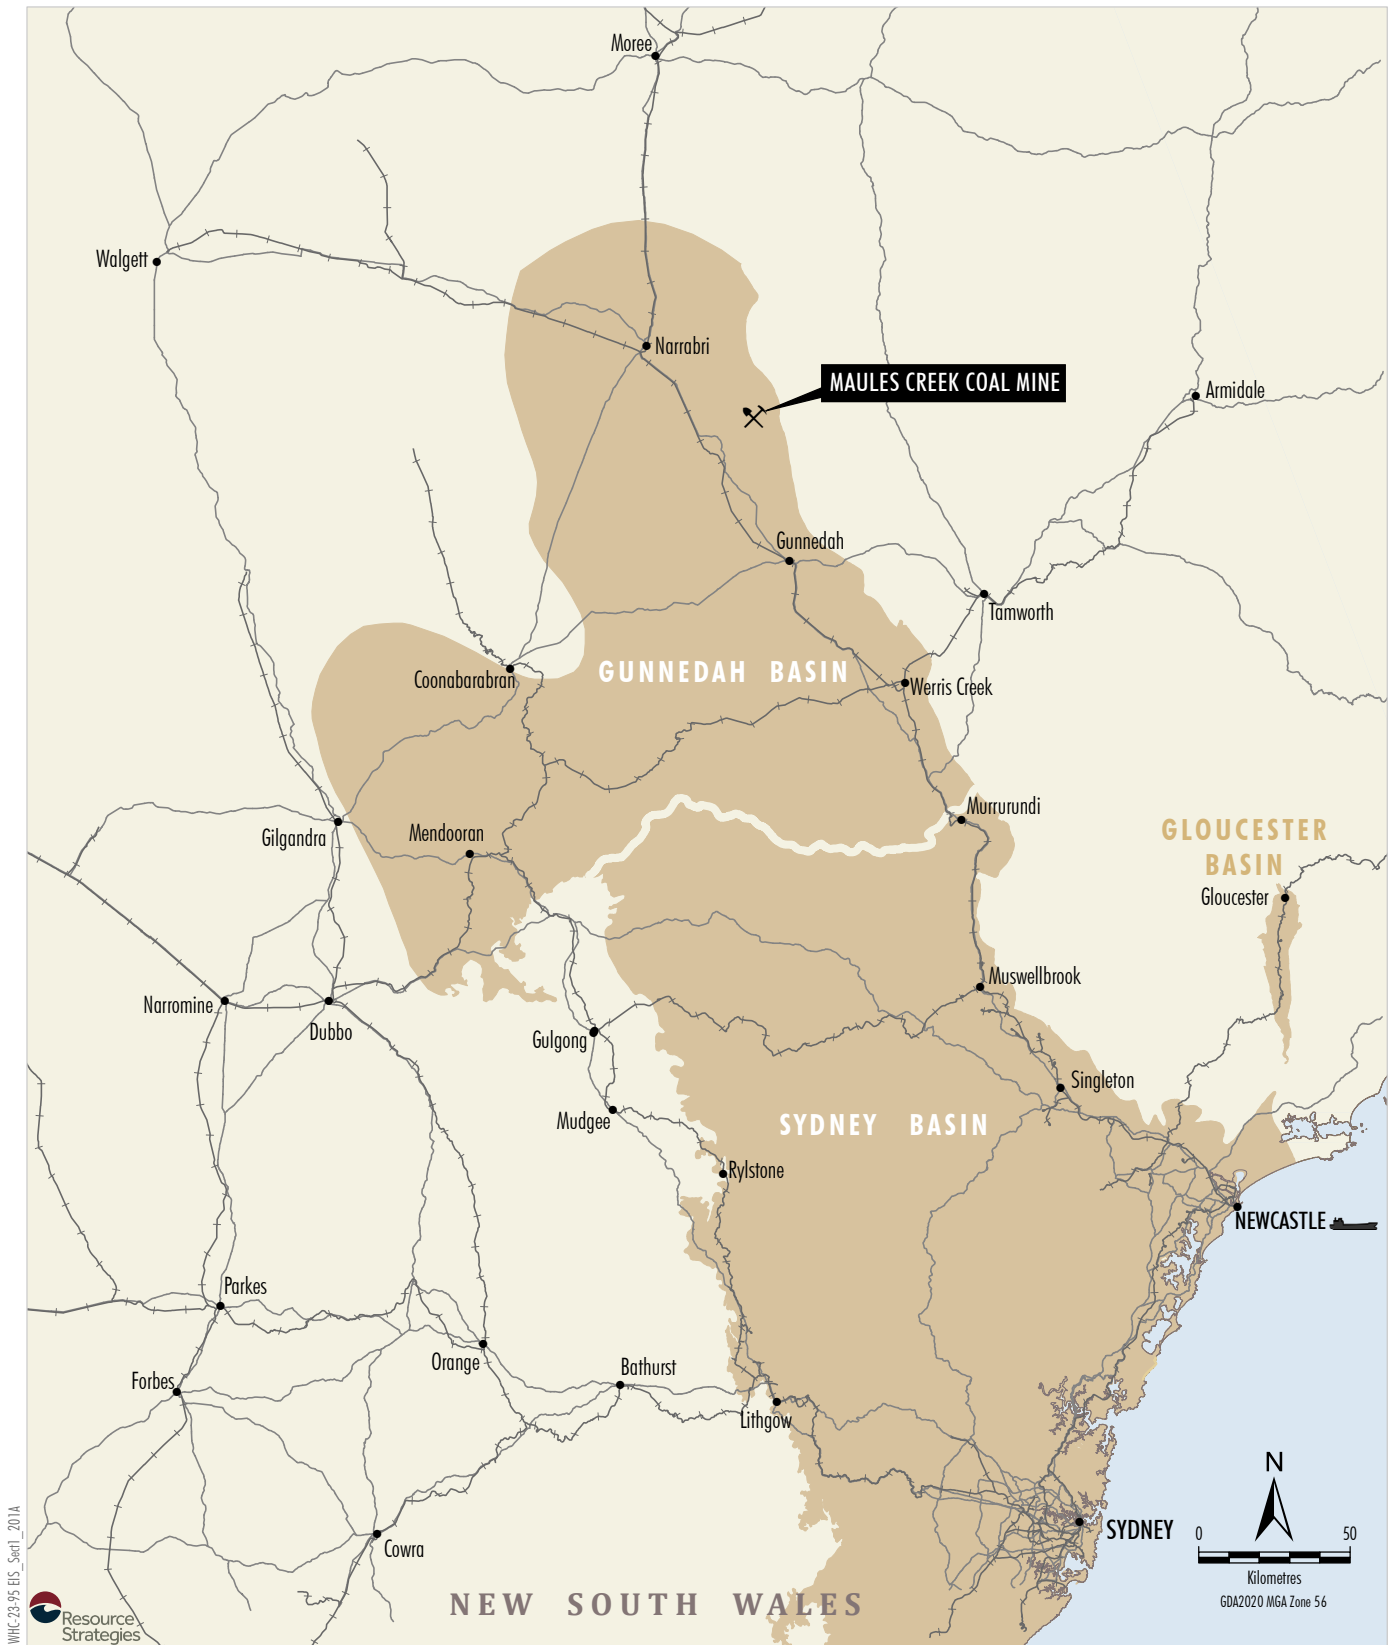 Moree
Walgett
Narrabri
MAULES CREEK COAL MINE
Armidale
Gunnedah
Tamworth
GUNNEDAH BASIN
Coonabarabran
Werris Creek
Murrurundi
Gilgandra
Mendooran
GLOUCESTER
BASIN
Gloucester
Muswellbrook
Narromine
Dubbo
Gulgong
Singleton
Mudgee
SYDNEY BASIN
Rylstone
NEWCASTLE
Parkes
Orange
Bathurst
Forbes
Lithgow
N
SYDNEY
0
50
Kilometres
GDA2020 MGA Zone 56
Cowra
NEW SOUTH WALES
WHC-23-95 EIS_Sect1_201A
Resource
Strategies